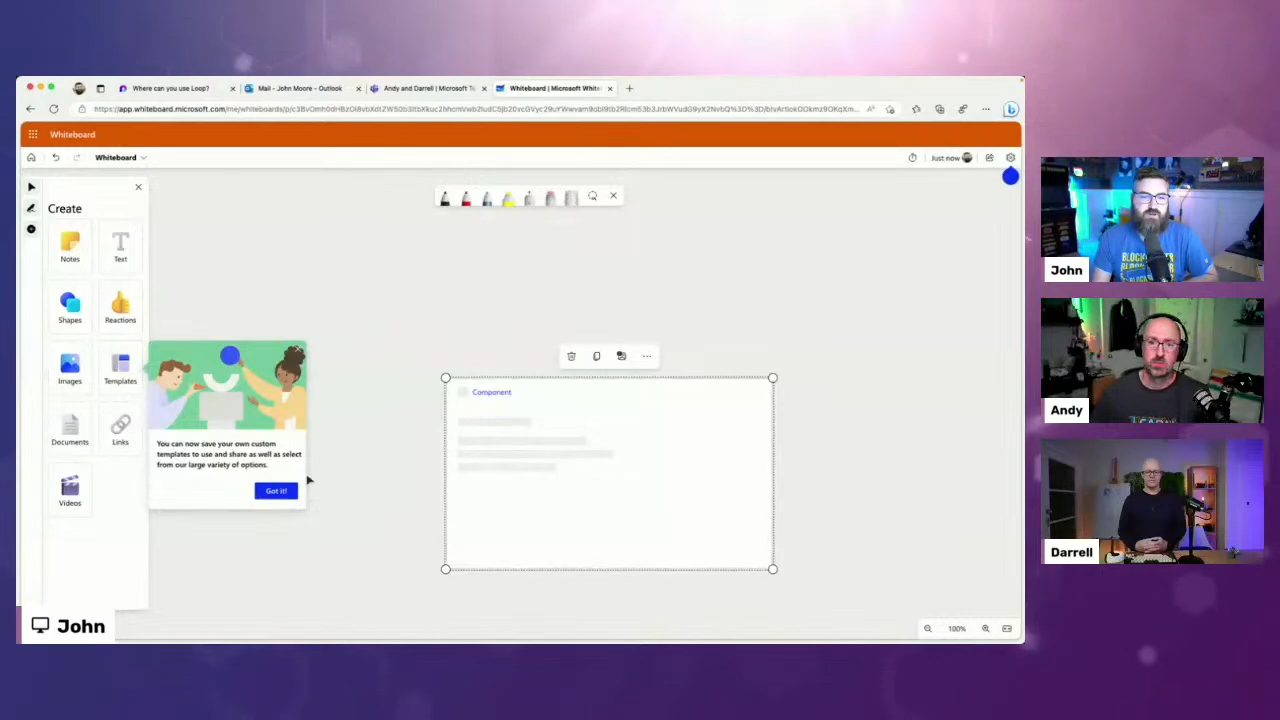 Where can you use Loop?
Mail - John Moore - Outlook
Andy and Darrell | Microsoft Te
Whiteboard | Microsoft White
Whiteboard
Whiteboard
Just now
Create
Notes
Text
Shapes
Reactions
Images
Templates
Documents
Links
Videos
You can now save your own custom
templates to use and share as well as select
from our large variety of options.
Got it!
Component
100%
John
John
Andy
Darrell